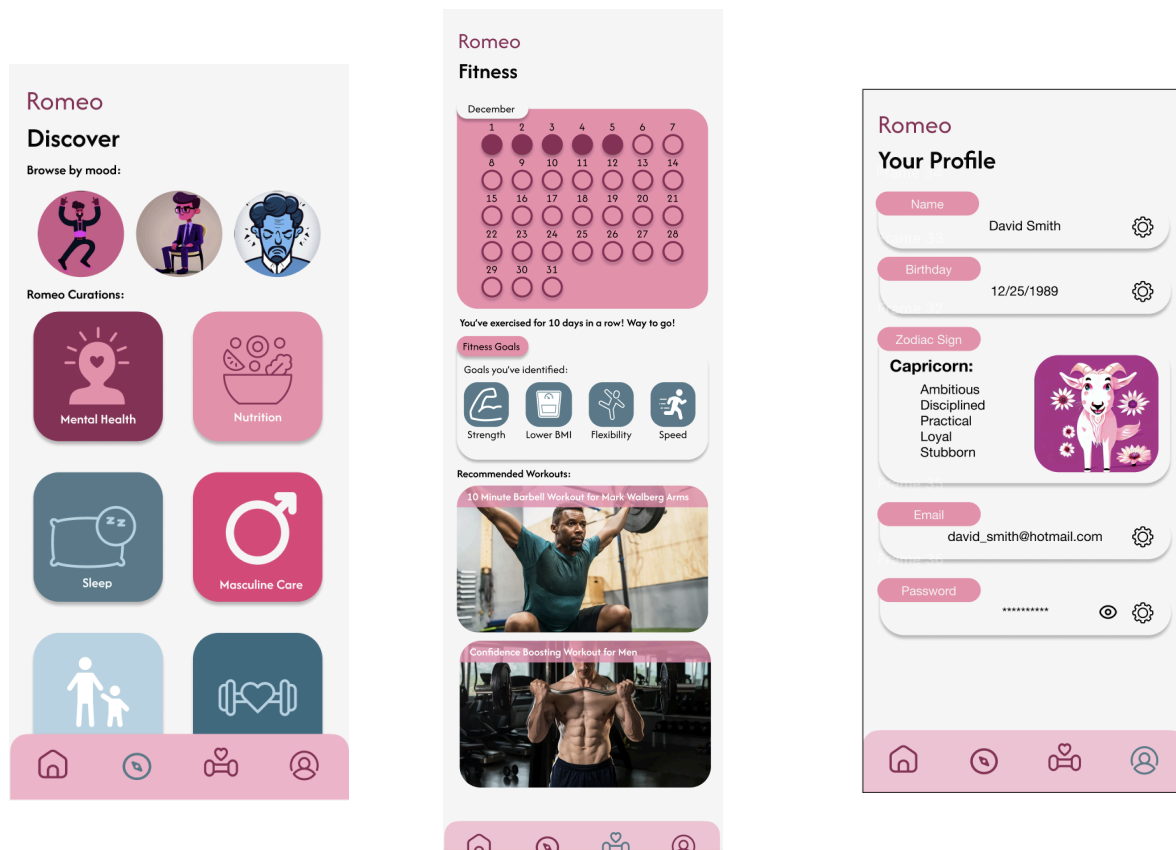 Romeo
Discover
Browse by mood:
Romeo Curations:
Mental Health
Nutrition
zz
Sleep
Masculine Care
Romeo
Fitness
December
1 2 3 4 5 6 7
8 9 10 11 12 13 14
15 16 17 18 19 20 21
22 23 24 25 26 27 28
29 30 31
You've exercised for 10 days in a row! Way to go!
Fitness Goals
Goals you've identified:
Strength Lower BMI Flexibility Speed
Recommended Workouts:
10 Minute Barbell Workout for Mark Walberg Arms
Confidence Boosting Workout for Men
Romeo
Your Profile
Name
David Smith
Birthday
12/25/1989
Zodiac Sign
Capricorn:
Ambitious
Disciplined
Practical
Loyal
Stubborn
Email
david_smith@hotmail.com
Password
**********